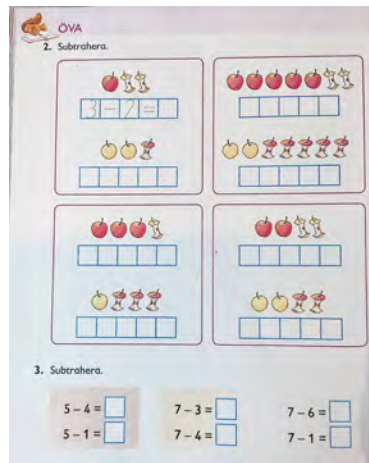 ÖVA
2. Subtrahera.
3 - 2 =
3. Subtrahera.
5 – 4 = 7 – 3 = 7 – 6 =
5 – 1 = 7 – 4 = 7 – 1 =